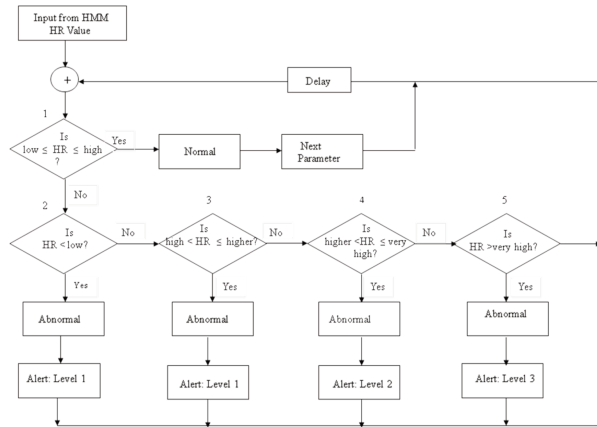 Input from HMM
HR Value
+
Delay
1
Is
low ≤ HR ≤ high
?
Yes
Normal
Next
Parameter
No
2
Is
HR < low?
No
3
Is
high < HR ≤ higher?
No
4
Is
higher <HR ≤ very
high?
No
5
Is
HR >very high?
Yes
Yes
Yes
Yes
Abnormal
Abnormal
Abnormal
Abnormal
Alert: Level 1
Alert: Level 1
Alert: Level 2
Alert: Level 3